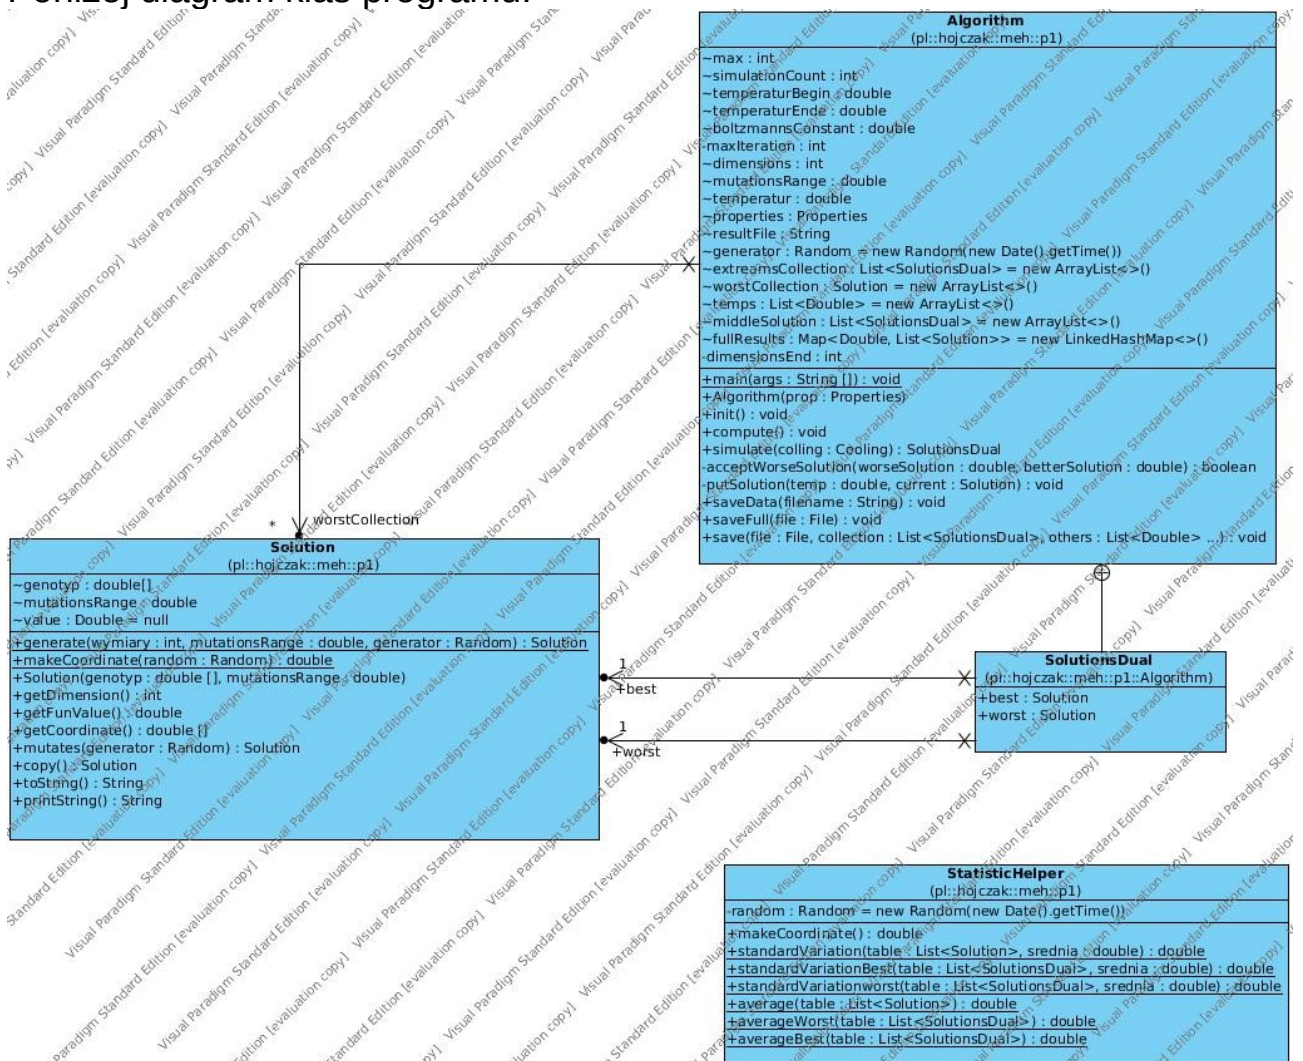 Poniżej diagram klas programu.
Algorithm
(pl::hojczak::meh::p1)
~max : int
~simulationCount : int
~temperaturBegin : double
~temperaturEnde : double
~boltzmannsConstant : double
-maxIteration : int
~dimensions : int
~mutationsRange : double
~temperatur : double
~properties : Properties
~resultFile : String
~generator : Random = new Random(new Date().getTime())
~extreamsCollection : List<SolutionsDual> = new ArrayList<>()
~worstCollection : Solution = new ArrayList<>()
~temps : List<Double> = new ArrayList<>()
~middleSolution : List<SolutionsDual> = new ArrayList<>()
~fullResults : Map<Double, List<Solution>> = new LinkedHashMap<>()
-dimensionsEnd : int
+main(args : String []) : void
+Algorithm(prop : Properties)
+init() : void
+compute() : void
+simulate(colling : Cooling) : SolutionsDual
-acceptWorseSolution(worseSolution : double, betterSolution : double) : boolean
-putSolution(temp : double, current : Solution) : void
+saveData(filename : String) : void
+saveFull(file : File) : void
+save(file : File, collection : List<SolutionsDual>, others : List<Double> ...) : void
*
worstCollection
Solution
(pl::hojczak::meh::p1)
~genotyp : double[]
~mutationsRange : double
~value : Double = null
+generate(wymiary : int, mutationsRange : double, generator : Random) : Solution
+makeCoordinate(random : Random) : double
+Solution(genotyp : double [], mutationsRange : double)
+getDimension() : int
+getFunValue() : double
+getCoordinate() : double []
+mutates(generator : Random) : Solution
+copy() : Solution
+toString() : String
+printString() : String
1
+best
1
+worst
SolutionsDual
(pl::hojczak::meh::p1::Algorithm)
+best : Solution
+worst : Solution
StatisticHelper
(pl::hojczak::meh::p1)
-random : Random = new Random(new Date().getTime())
+makeCoordinate() : double
+standardVariation(table : List<Solution>, srednia : double) : double
+standardVariationBest(table : List<SolutionsDual>, srednia : double) : double
+standardVariationworst(table : List<SolutionsDual>, srednia : double) : double
+average(table : List<Solution>) : double
+averageWorst(table : List<SolutionsDual>) : double
+averageBest(table : List<SolutionsDual>) : double
Visual Paradigm Standard Edition [evaluation copy]